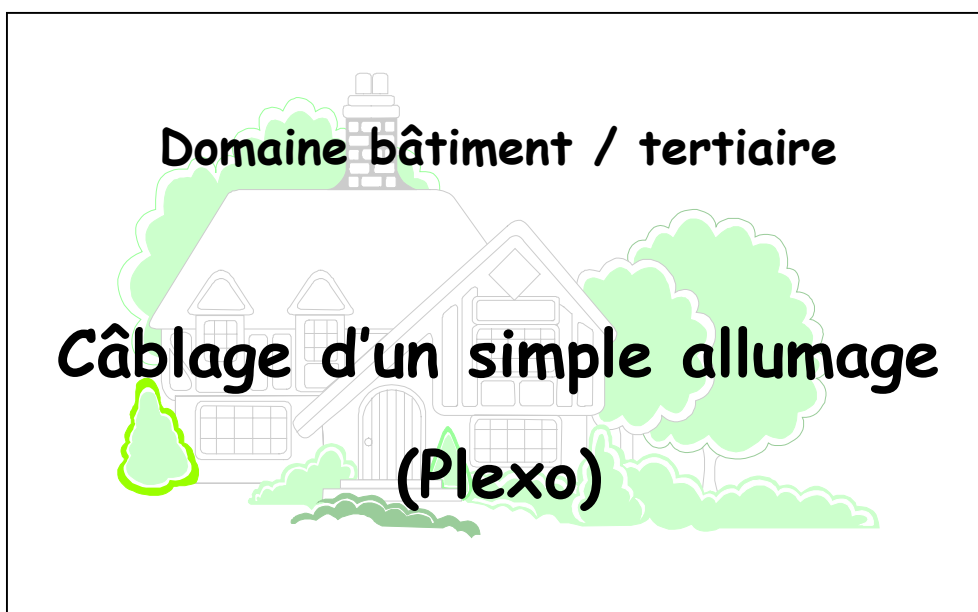 Domaine bâtiment / tertiaire
Câblage d'un simple allumage
(Plexo)